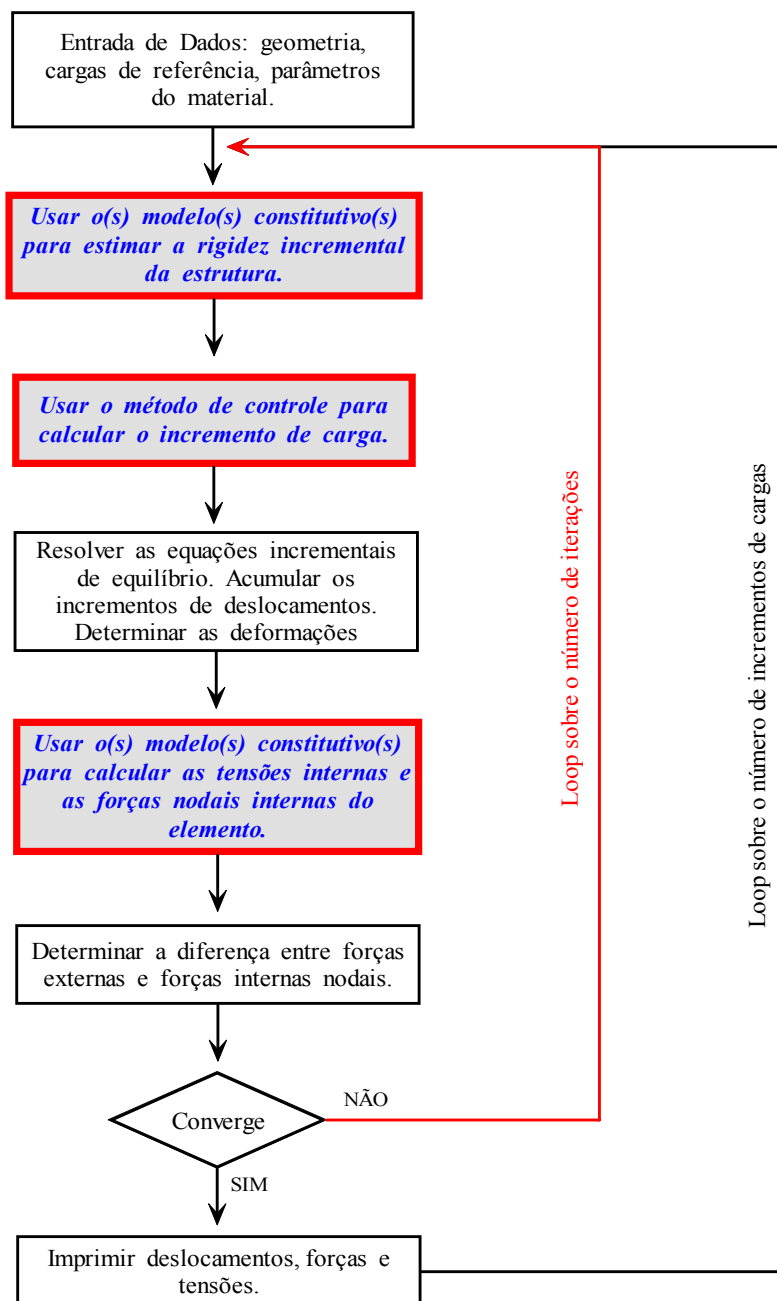 Entrada de Dados: geometria,
cargas de referência, parâmetros
do material.
Usar o(s) modelo(s) constitutivo(s)
para estimar a rigidez incremental
da estrutura.
Usar o método de controle para
calcular o incremento de carga.
Resolver as equações incrementais
de equilíbrio. Acumular os
incrementos de deslocamentos.
Determinar as deformações
Usar o(s) modelo(s) constitutivo(s)
para calcular as tensões internas e
as forças nodais internas do
elemento.
Determinar a diferença entre forças
externas e forças internas nodais.
Converge
NÃO
SIM
Imprimir deslocamentos, forças e
tensões.
Loop sobre o número de iterações
Loop sobre o número de incrementos de cargas